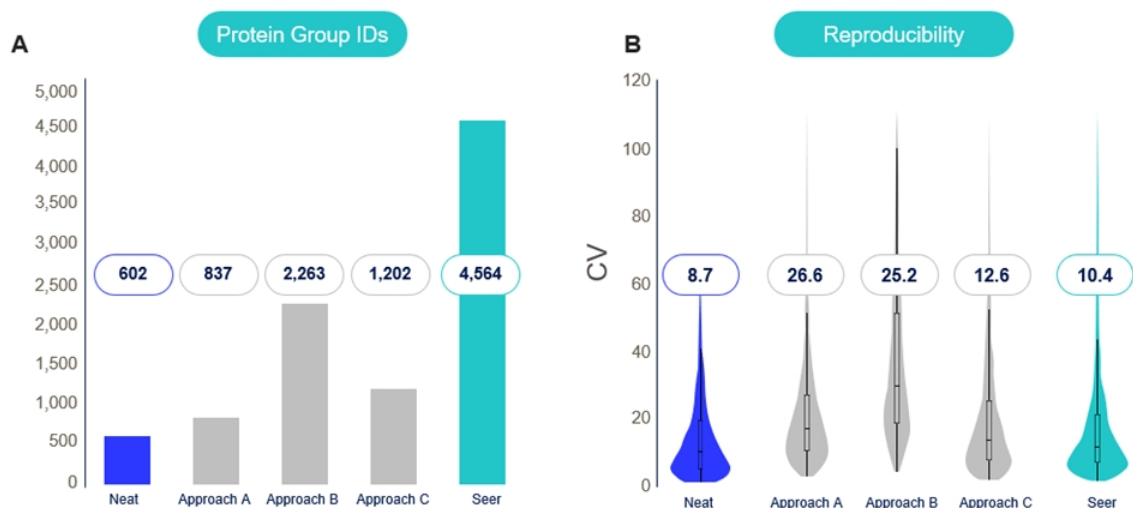 A
Protein Group IDs
5,000
4,500
4,000
3,500
3,000
2,500
2,000
1,500
1,000
500
0
602
837
2,263
1,202
4,564
Neat
Approach A
Approach B
Approach C
Seer
B
Reproducibility
CV
120
100
80
60
40
20
0
8.7
26.6
25.2
12.6
10.4
Neat
Approach A
Approach B
Approach C
Seer